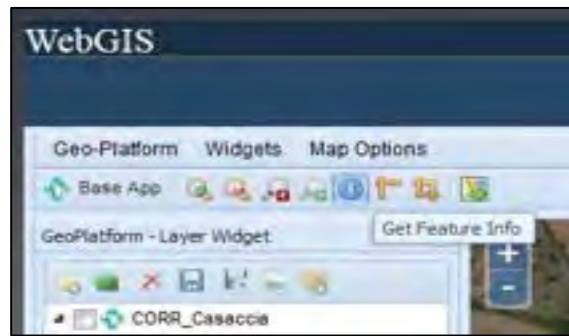 WebGIS
Geo-Platform Widgets Map Options
Base App
Get Feature Info
GeoPlatform - Layer Widget
+
-
CORR_Casaccia